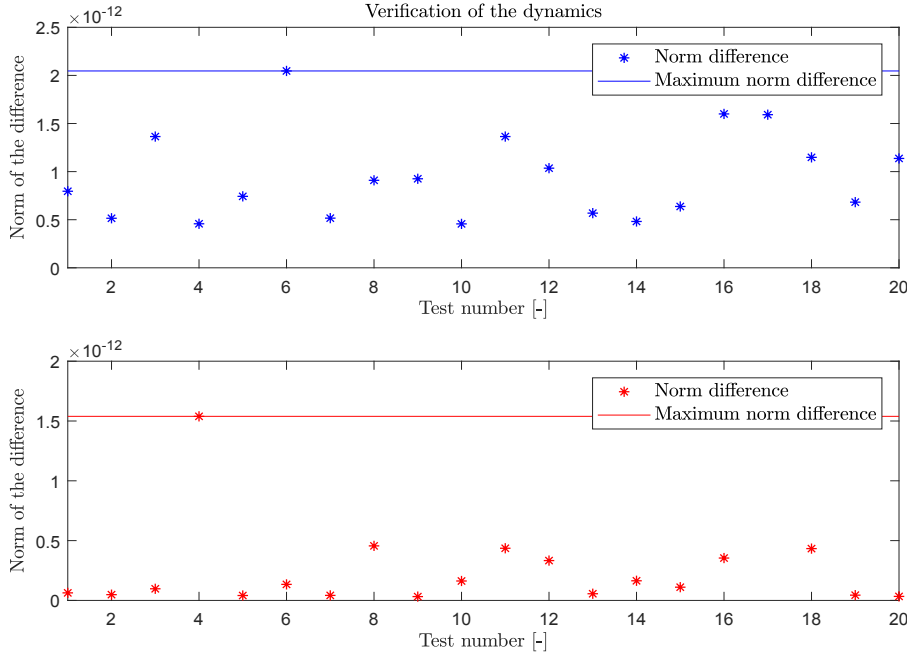 Verification of the dynamics
×10-12
2.5
2
1.5
1
0.5
0
Norm of the difference
Norm difference
Maximum norm difference
2 4 6 8 10 12 14 16 18 20
Test number [-]
×10-12
2
1.5
1
0.5
0
Norm of the difference
Norm difference
Maximum norm difference
2 4 6 8 10 12 14 16 18 20
Test number [-]